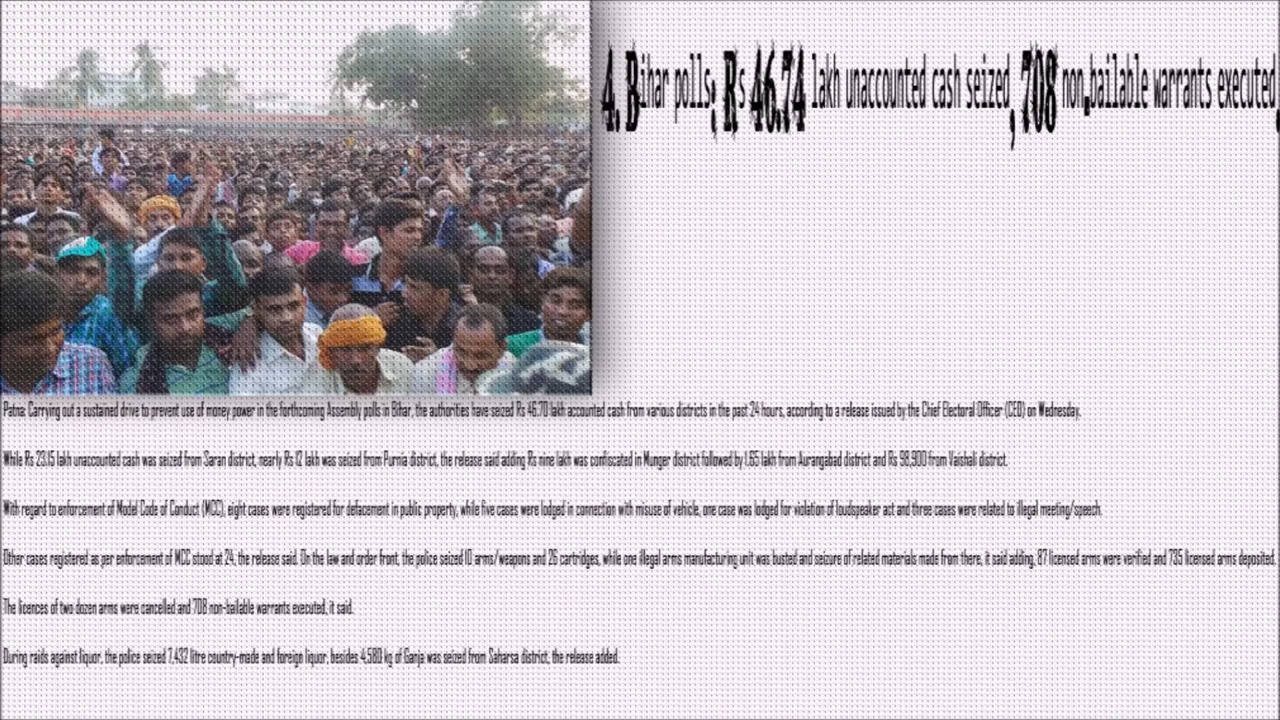 4. Bihar polls; Rs 46.74 lakh unaccounted cash seized, 708 non-bailable warrants executed,
Patna: Carrying out a sustained drive to prevent use of money power in the forthcoming Assembly polls in Bihar, the authorities have seized Rs 46.70 lakh accounted cash from various districts in the past 24 hours, according to a release issued by the Chief Electoral Officer (CEO) on Wednesday.
While Rs 23.15 lakh unaccounted cash was seized from Saran district, nearly Rs 12 lakh was seized from Purnia district, the release said adding Rs nine lakh was confiscated in Munger district followed by 1.65 lakh from Aurangabad district and Rs 98,900 from Vaishali district.
With regard to enforcement of Model Code of Conduct (MCC), eight cases were registered for defacement in public property, while five cases were lodged in connection with misuse of vehicle, one case was lodged for violation of loudspeaker act and three cases were related to illegal meeting/speech.
Other cases registered as per enforcement of MCC stood at 24, the release said. On the law and order front, the police seized 10 arms/weapons and 26 cartridges, while one illegal arms manufacturing unit was busted and seizure of related materials made from there, it said adding, 87 licensed arms were verified and 735 licensed arms deposited.
The licences of two dozen arms were cancelled and 708 non-bailable warrants executed, it said.
During raids against liquor, the police seized 7,432 litre country-made and foreign liquor, besides 4,580 kg of Ganja was seized from Saharsa district, the release added.